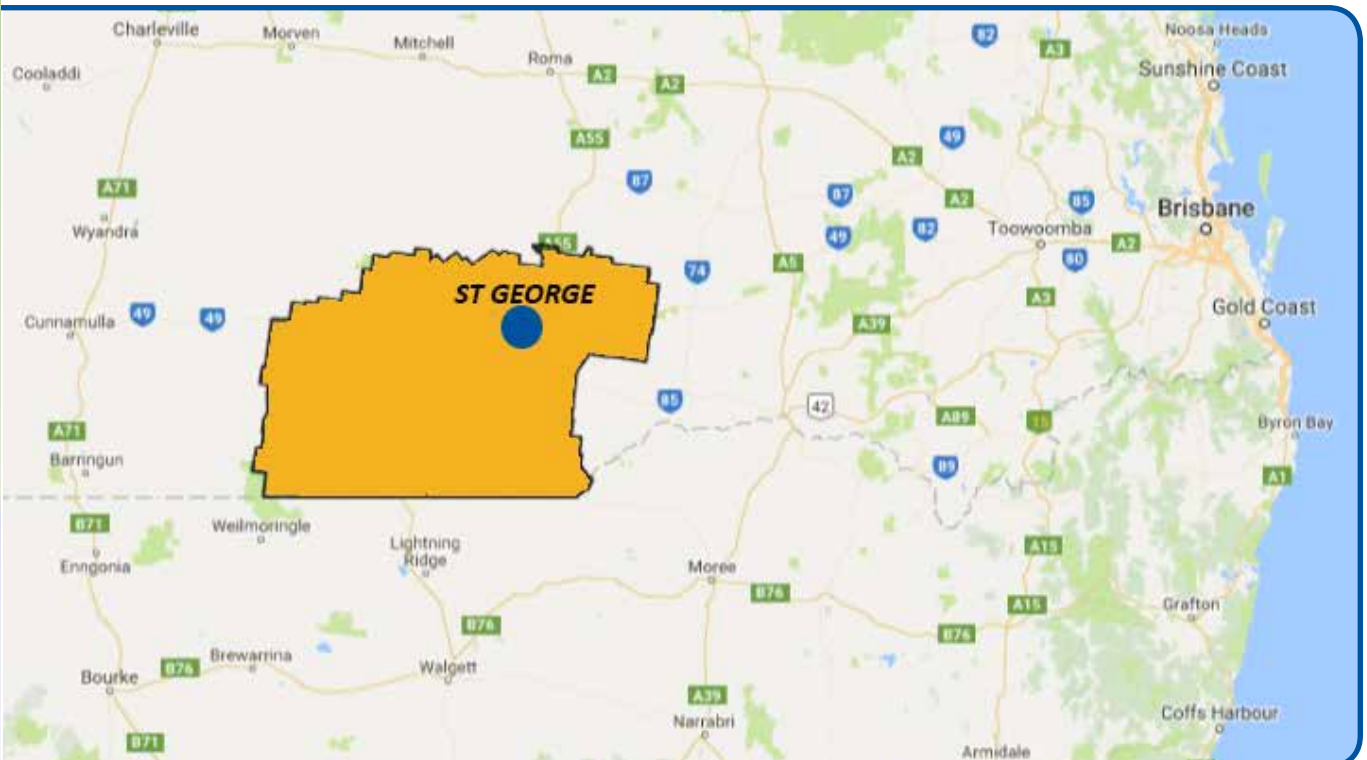 Charleville
Morven
Mitchell
Roma
Cooladdi
A2
A2
82
A3
Noosa Heads
Sunshine Coast
A55
49
A2
A71
87
87
A2
85
Brisbane
Wyandra
A55
49
82
Toowoomba
A2
74
A5
80
ST GEORGE
A3
Gold Coast
49
49
Cunnamulla
A39
85
42
A39
15
Byron Bay
A71
Barringun
89
A1
B71
Weilmoringle
Lightning
Ridge
Enngonia
A15
Moree
B76
A15
Grafton
B76
B76
Brewarrina
B76
Walgett
Bourke
A39
Narrabri
Coffs Harbour
B71
Armidale